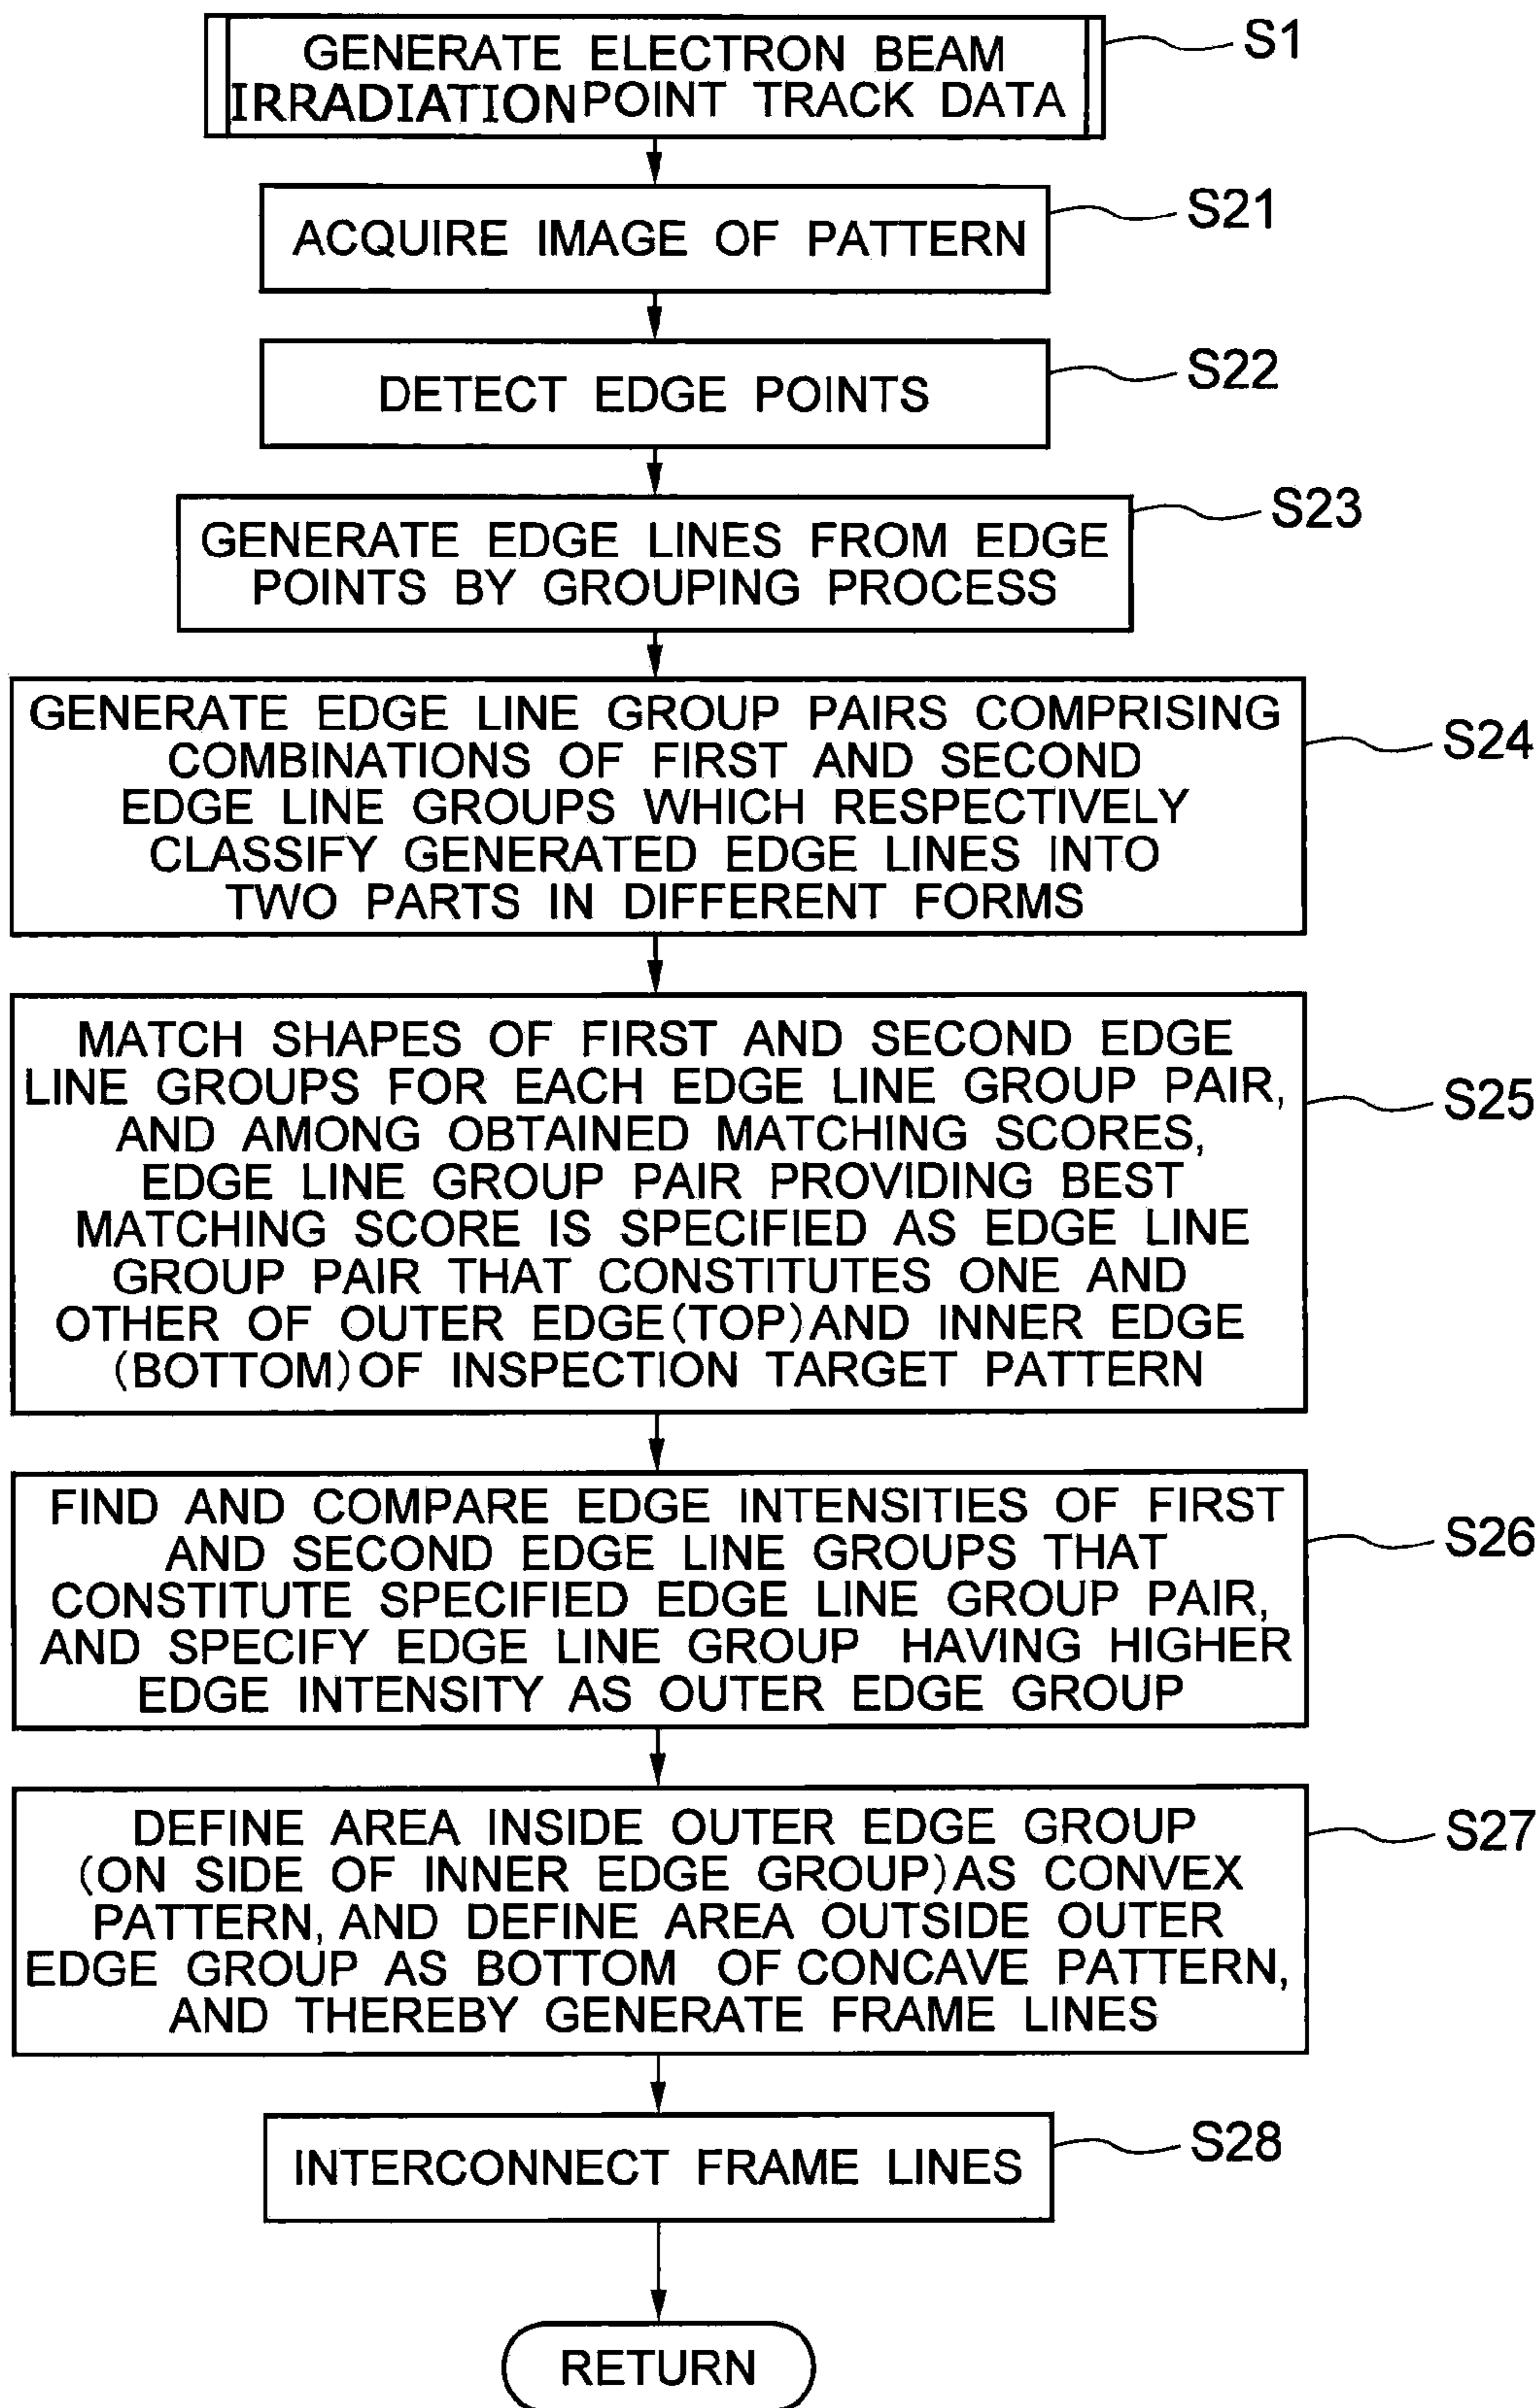 GENERATE ELECTRON BEAM
IRRADIATION POINT TRACK DATA
S1
ACQUIRE IMAGE OF PATTERN
S21
DETECT EDGE POINTS
S22
GENERATE EDGE LINES FROM EDGE
POINTS BY GROUPING PROCESS
S23
GENERATE EDGE LINE GROUP PAIRS COMPRISING
COMBINATIONS OF FIRST AND SECOND
EDGE LINE GROUPS WHICH RESPECTIVELY
CLASSIFY GENERATED EDGE LINES INTO
TWO PARTS IN DIFFERENT FORMS
S24
MATCH SHAPES OF FIRST AND SECOND EDGE
LINE GROUPS FOR EACH EDGE LINE GROUP PAIR,
AND AMONG OBTAINED MATCHING SCORES,
EDGE LINE GROUP PAIR PROVIDING BEST
MATCHING SCORE IS SPECIFIED AS EDGE LINE
GROUP PAIR THAT CONSTITUTES ONE AND
OTHER OF OUTER EDGE(TOP)AND INNER EDGE
(BOTTOM)OF INSPECTION TARGET PATTERN
S25
FIND AND COMPARE EDGE INTENSITIES OF FIRST
AND SECOND EDGE LINE GROUPS THAT
CONSTITUTE SPECIFIED EDGE LINE GROUP PAIR,
AND SPECIFY EDGE LINE GROUP HAVING HIGHER
EDGE INTENSITY AS OUTER EDGE GROUP
S26
DEFINE AREA INSIDE OUTER EDGE GROUP
(ON SIDE OF INNER EDGE GROUP)AS CONVEX
PATTERN, AND DEFINE AREA OUTSIDE OUTER
EDGE GROUP AS BOTTOM OF CONCAVE PATTERN,
AND THEREBY GENERATE FRAME LINES
S27
INTERCONNECT FRAME LINES
S28
RETURN